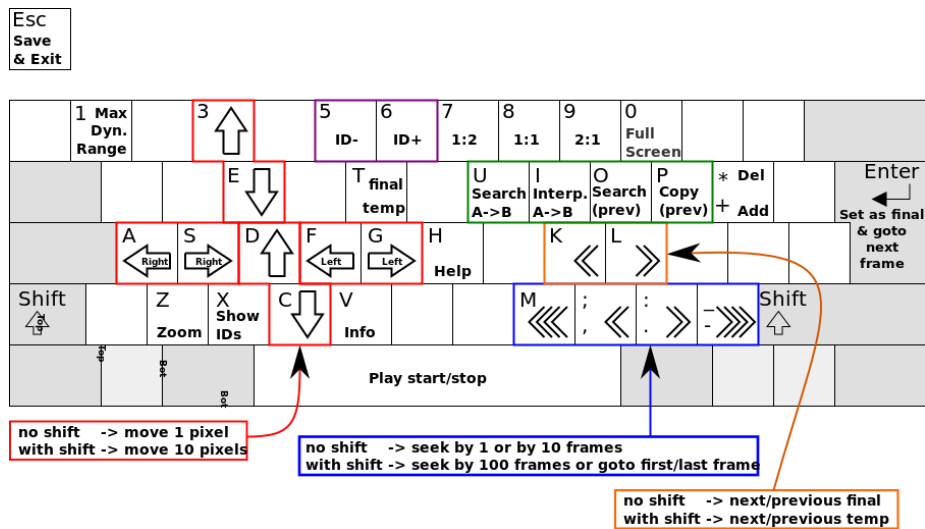 Esc
Save
& Exit
1 Max
Dyn.
Range
3
5
ID-
6
ID+
7
1:2
8
1:1
9
2:1
0
Full
Screen
E
T final
temp
U
Search
A->B
I
Interp.
A->B
O
Search
(prev)
P
Copy
(prev)
* Del
+ Add
Enter
Set as final
& goto
next
frame
A
Right
S
Right
D
F
Left
G
Left
H
Help
K
L
Shift
Top
Z
Zoom
X
Show
IDs
C
V
Info
M
;
,
:
.
_
-
Shift
Top
Bot
Bot
Play start/stop
no shift -> move 1 pixel
with shift -> move 10 pixels
no shift -> seek by 1 or by 10 frames
with shift -> seek by 100 frames or goto first/last frame
no shift -> next/previous final
with shift -> next/previous temp